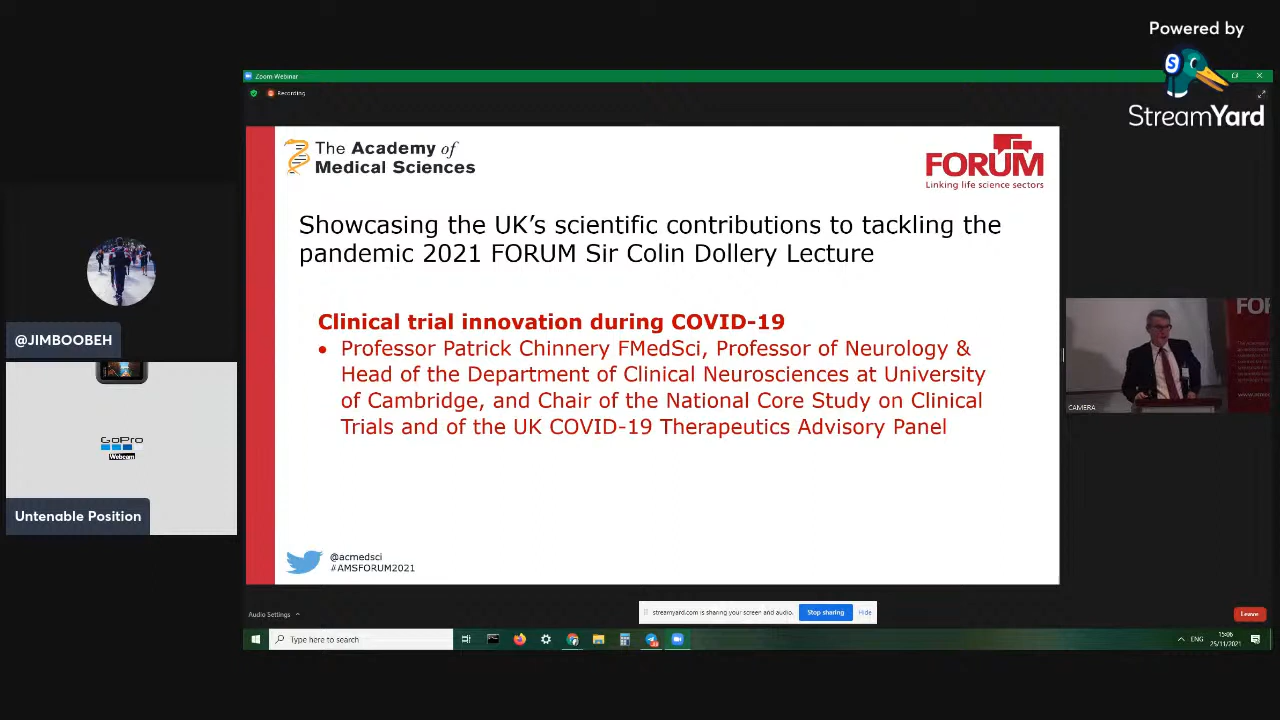 Powered by
StreamYard
Zoom Webinar
Recording
The Academy of
Medical Sciences
FORUM
Linking life science sectors
Showcasing the UK's scientific contributions to tackling the
pandemic 2021 FORUM Sir Colin Dollery Lecture
Clinical trial innovation during COVID-19
• Professor Patrick Chinnery FMedSci, Professor of Neurology &
Head of the Department of Clinical Neurosciences at University
of Cambridge, and Chair of the National Core Study on Clinical
Trials and of the UK COVID-19 Therapeutics Advisory Panel
@acmedsci
#AMSFORUM2021
@JIMBOOBEH
GoPro
Webcam
Untenable Position
FO
CAMERA
streamyard.com is sharing your screen and audio.
Stop sharing
Hide
Audio Settings
Leave
Type here to search
ENG
15:06
25/11/2021